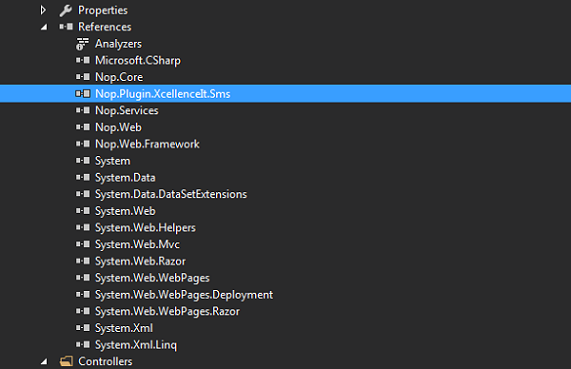 Properties
References
Analyzers
Microsoft.CSharp
Nop.Core
Nop.Plugin.XcellenceIt.Sms
Nop.Services
Nop.Web
Nop.Web.Framework
System
System.Data
System.Data.DataSetExtensions
System.Web
System.Web.Helpers
System.Web.Mvc
System.Web.Razor
System.Web.WebPages
System.Web.WebPages.Deployment
System.Web.WebPages.Razor
System.Xml
System.Xml.Linq
Controllers